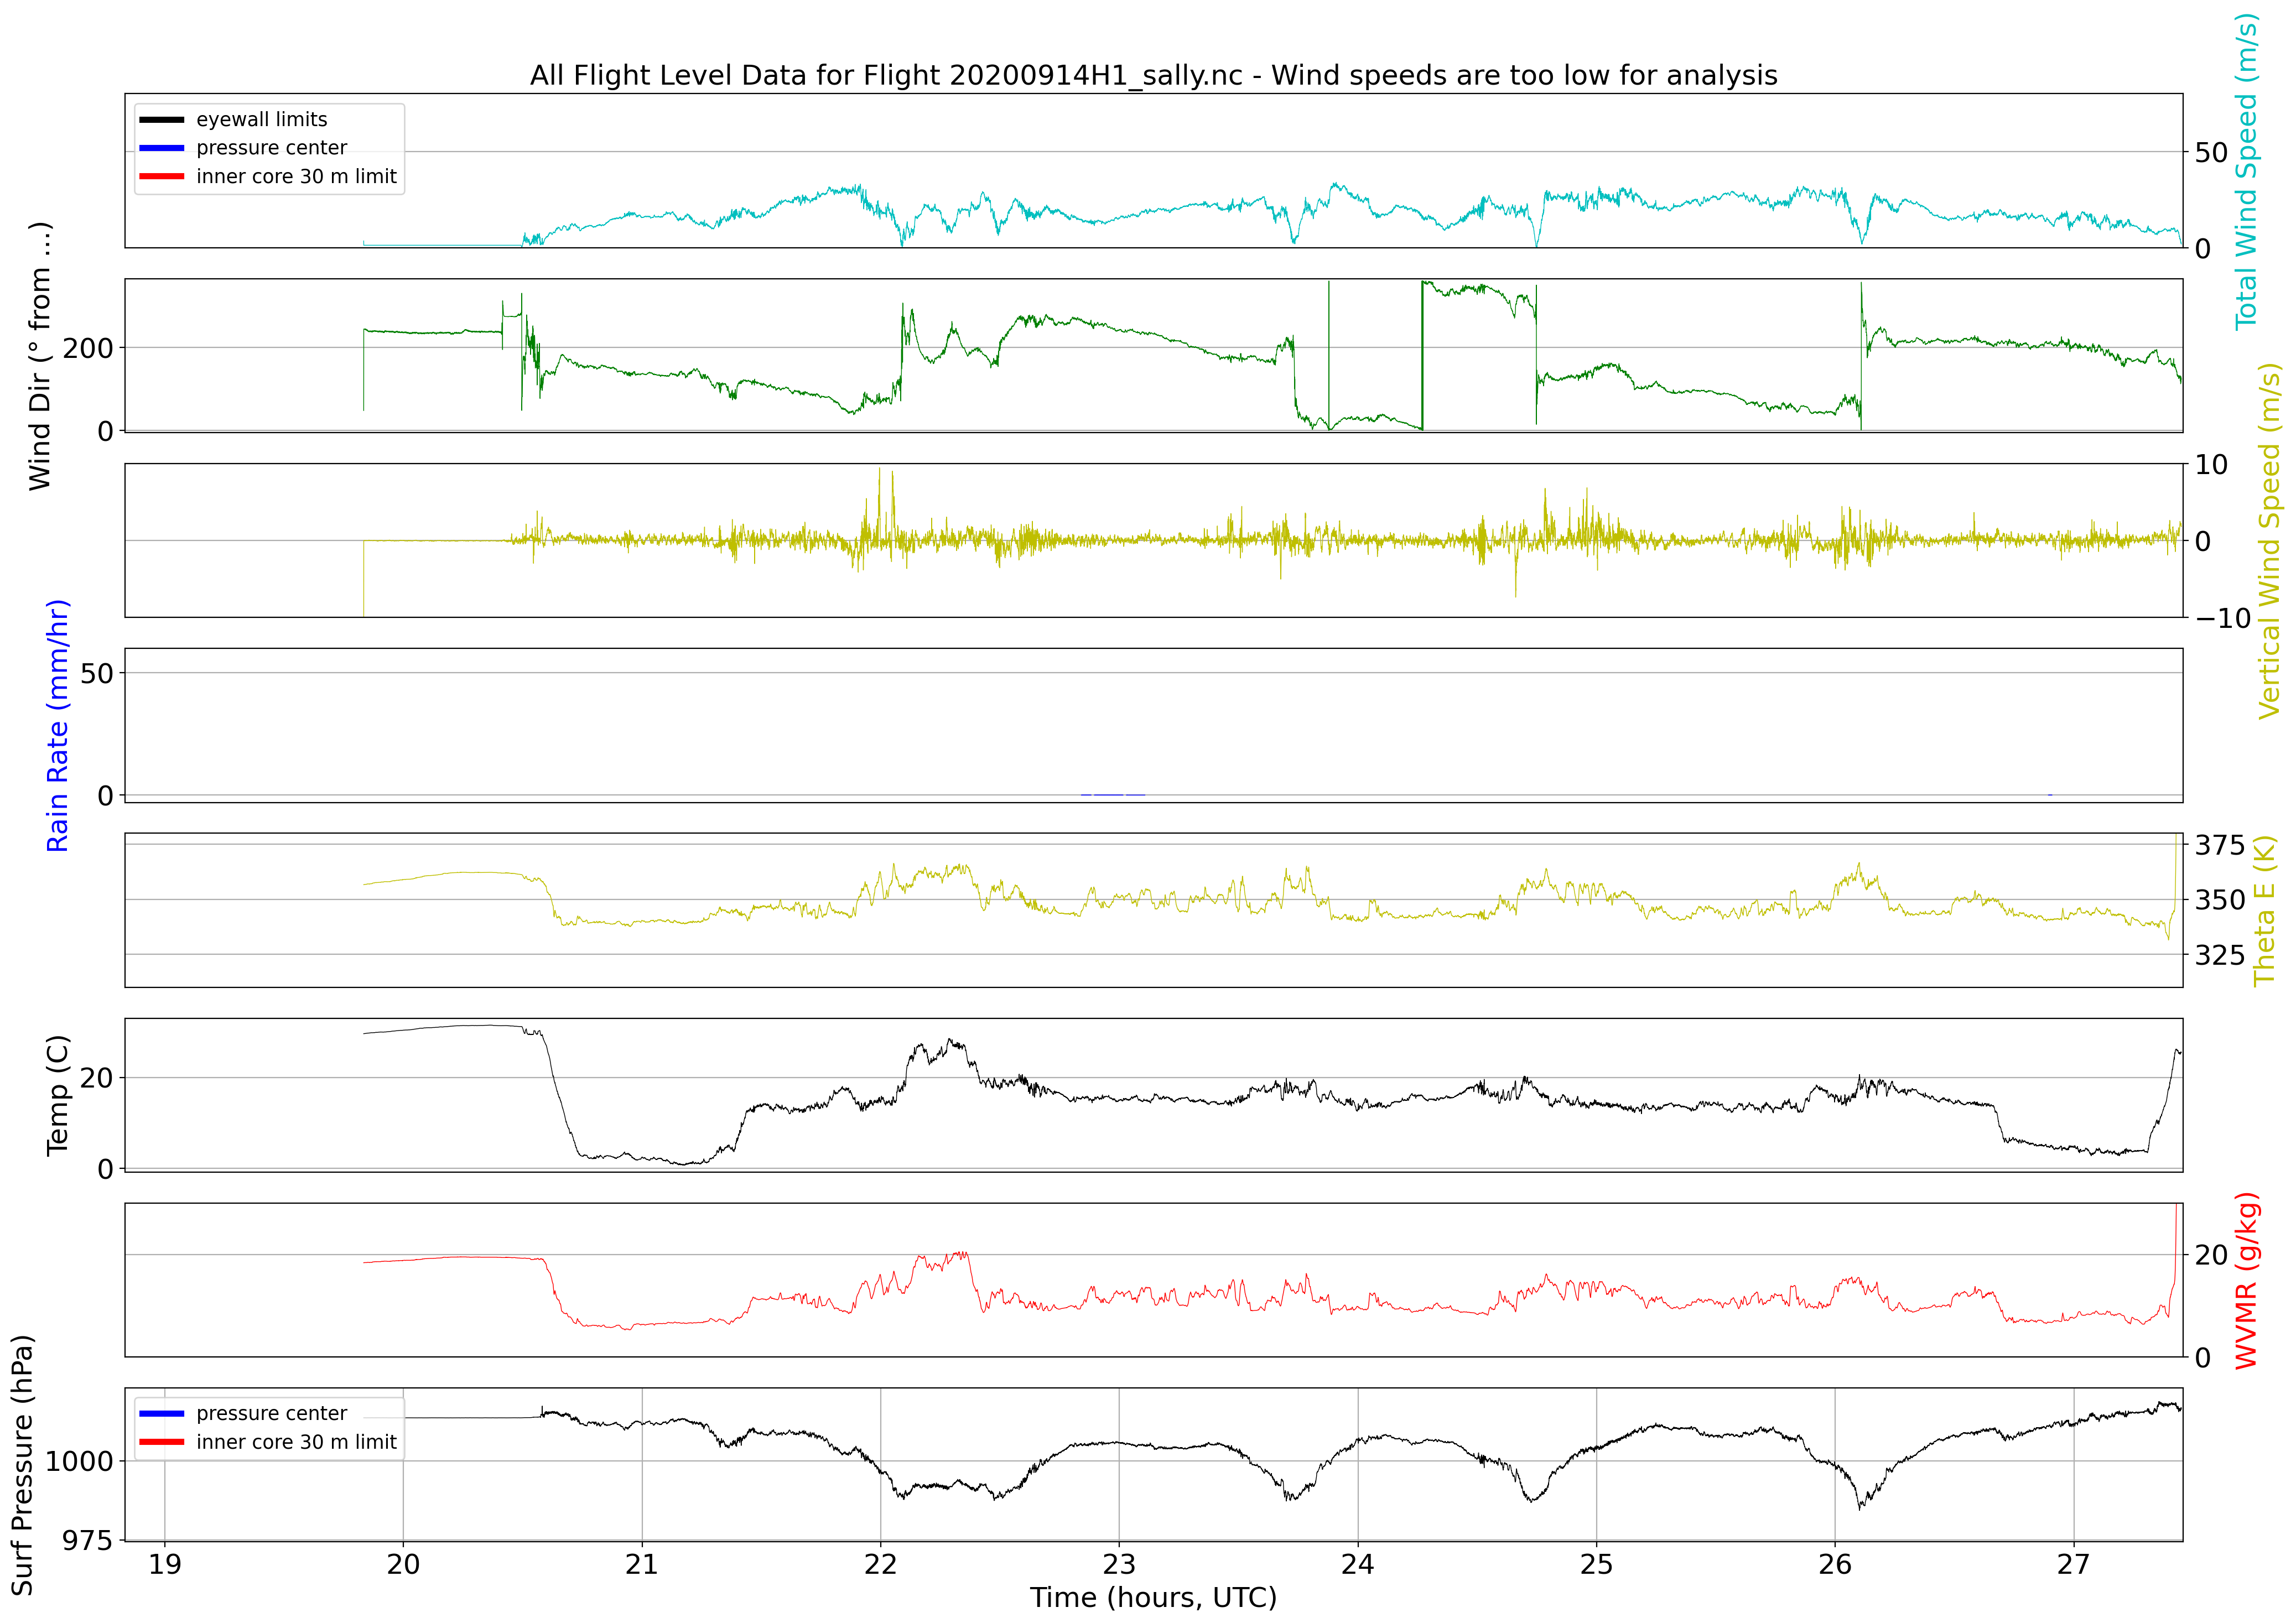 All Flight Level Data for Flight 20200914H1_sally.nc - Wind speeds are too low for analysis
eyewall limits
pressure center
inner core 30 m limit
50
0
Total Wind Speed (m/s)
Wind Dir (° from ...)
200
0
10
0
−10
Vertical Wind Speed (m/s)
Rain Rate (mm/hr)
50
0
375
350
325
Theta E (K)
Temp (C)
20
0
20
0
WVMR (g/kg)
Surf Pressure (hPa)
pressure center
inner core 30 m limit
1000
975
19 20 21 22 23 24 25 26 27
Time (hours, UTC)